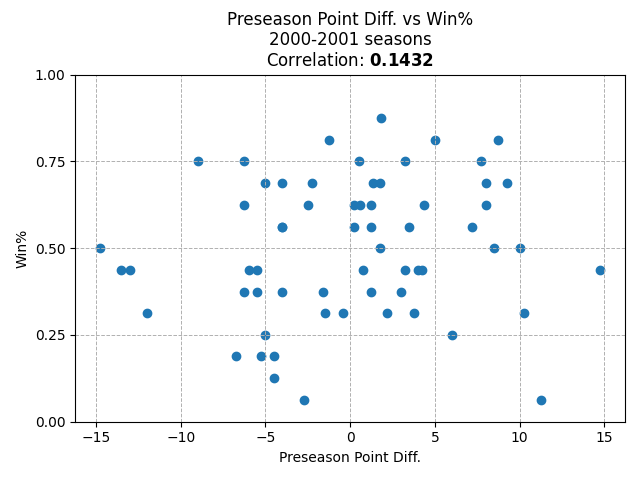 Preseason Point Diff. vs Win%
2000-2001 seasons
Correlation: 0.1432
1.00
0.75
0.50
0.25
0.00
Win%
−15
−10
−5
0
5
10
15
Preseason Point Diff.